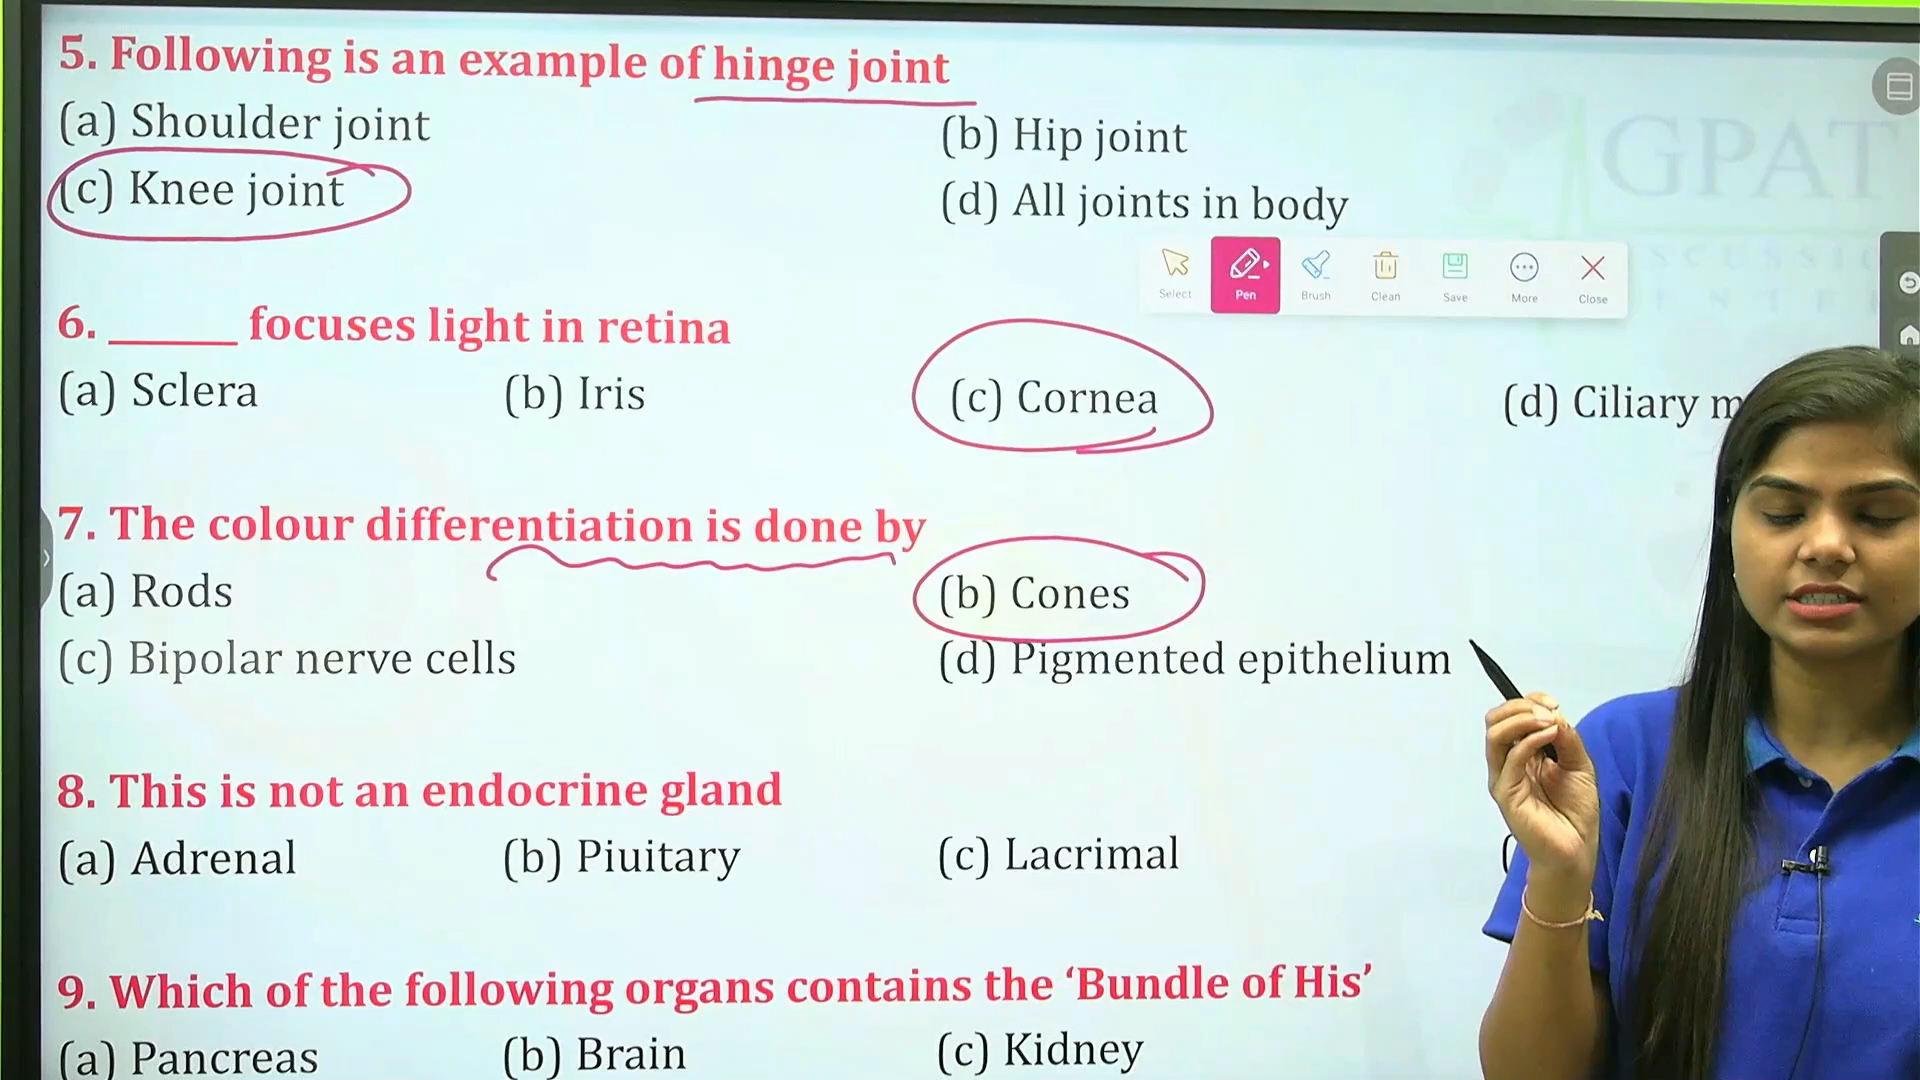 5. Following is an example of hinge joint
(a) Shoulder joint (b) Hip joint
(c) Knee joint (d) All joints in body
GPAT
Select Pen Brush Clean Save More Close
6. ______ focuses light in retina
(a) Sclera (b) Iris (c) Cornea (d) Ciliary
7. The colour differentiation is done by
(a) Rods (b) Cones
(c) Bipolar nerve cells (d) Pigmented epithelium
8. This is not an endocrine gland
(a) Adrenal (b) Piuitary (c) Lacrimal
9. Which of the following organs contains the ‘Bundle of His’
(a) Pancreas (b) Brain (c) Kidney